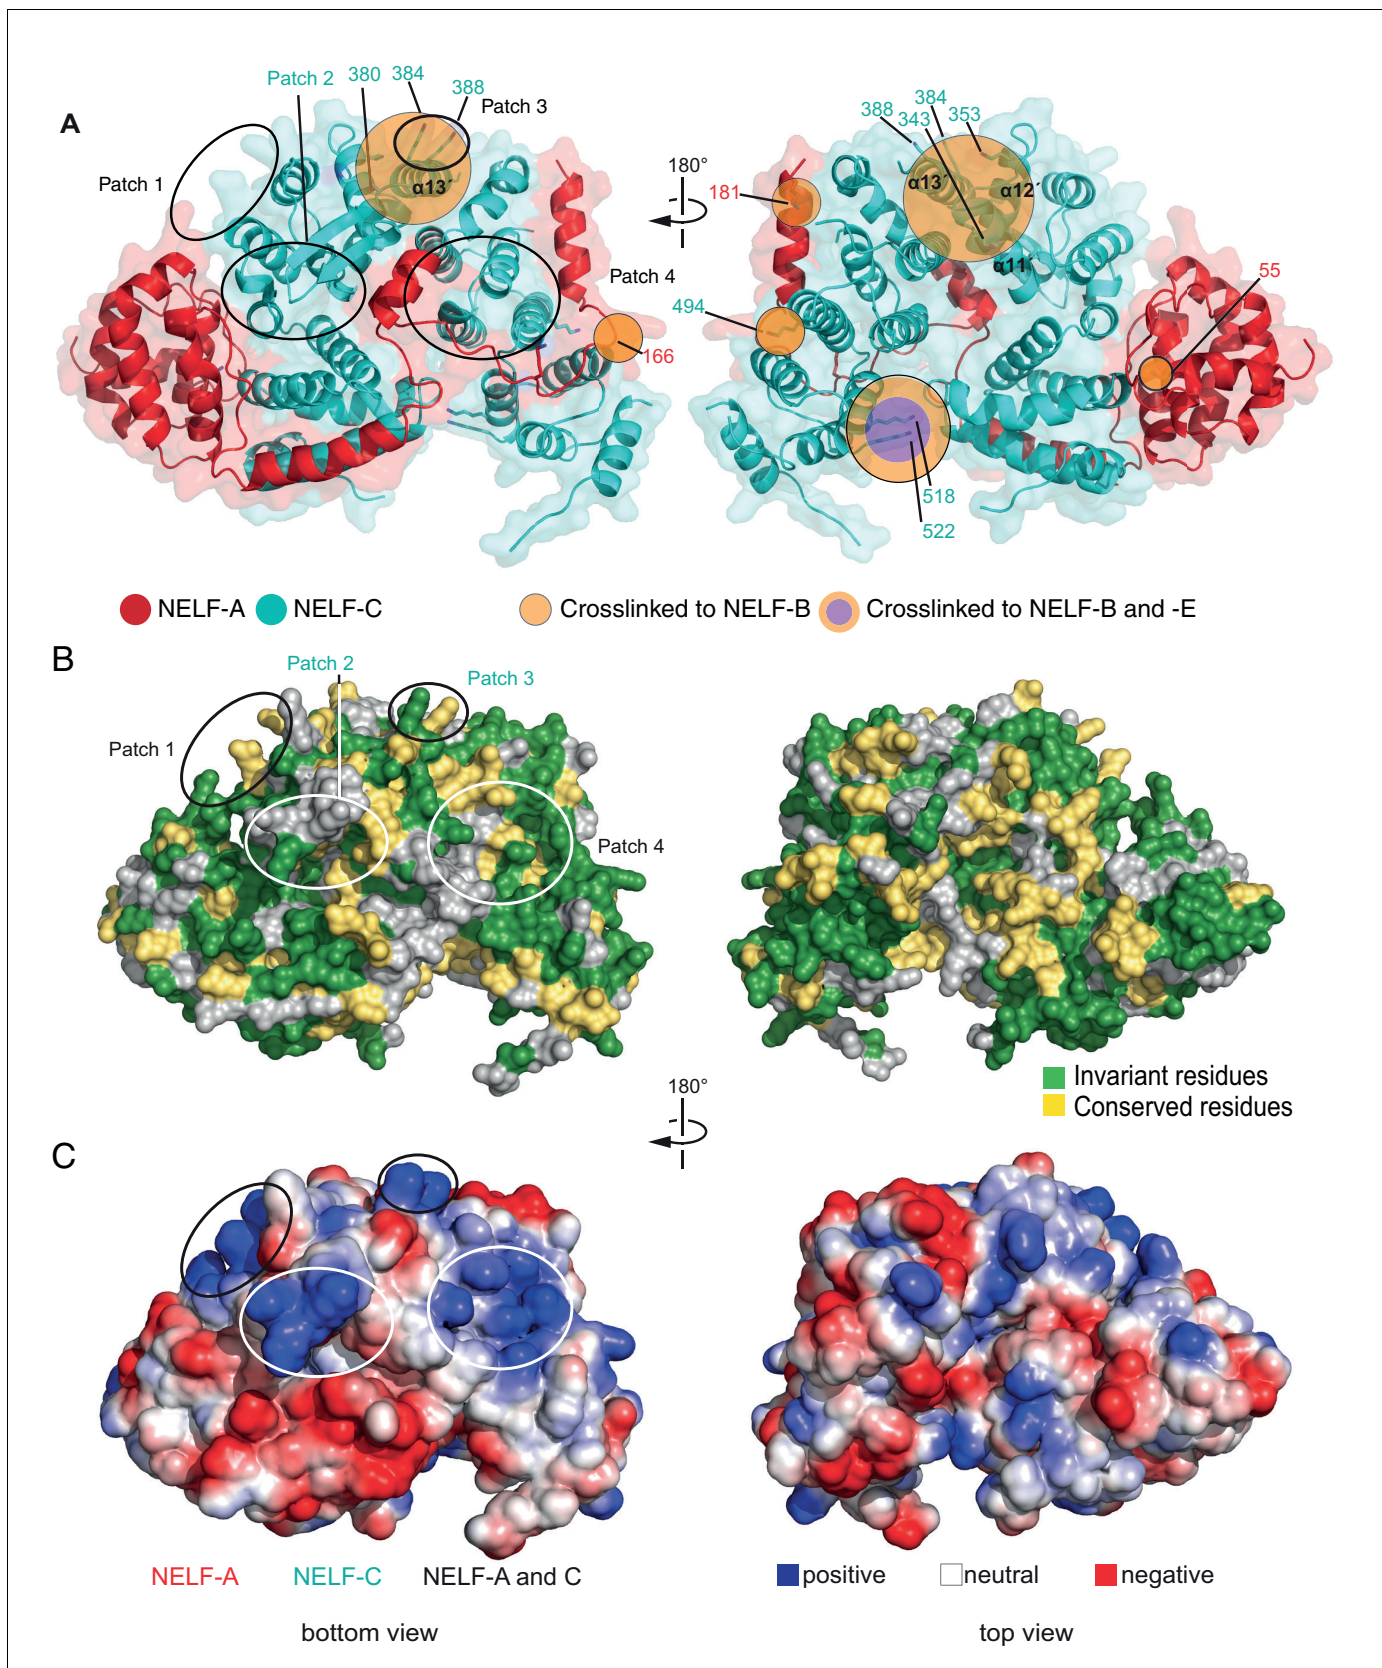 A
Patch 2
380
384
388
Patch 3
Patch 1
α13´
Patch 4
166
180°
388
384
343
353
181
α13´
α12´
α11´
55
494
518
522
NELF-A
NELF-C
Crosslinked to NELF-B
Crosslinked to NELF-B and -E
B
Patch 2
Patch 3
Patch 1
Patch 4
Invariant residues
Conserved residues
180°
C
NELF-A
NELF-C
NELF-A and C
positive
neutral
negative
bottom view
top view